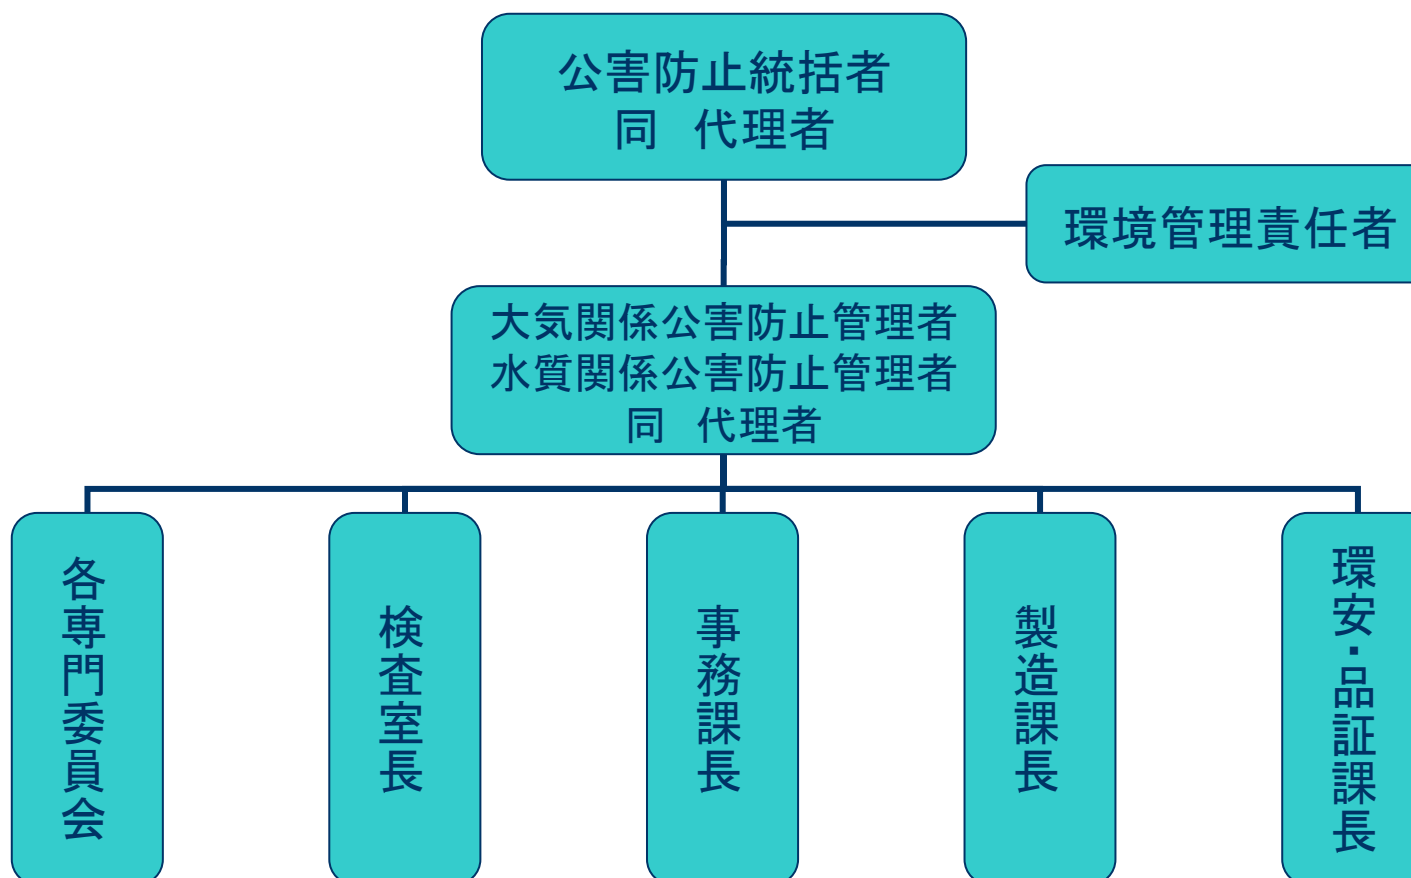 公害防止統括者
同　代理者
環境管理責任者
大気関係公害防止管理者
水質関係公害防止管理者
同　代理者
各専門委員会
検査室長
事務課長
製造課長
環安・品証課長